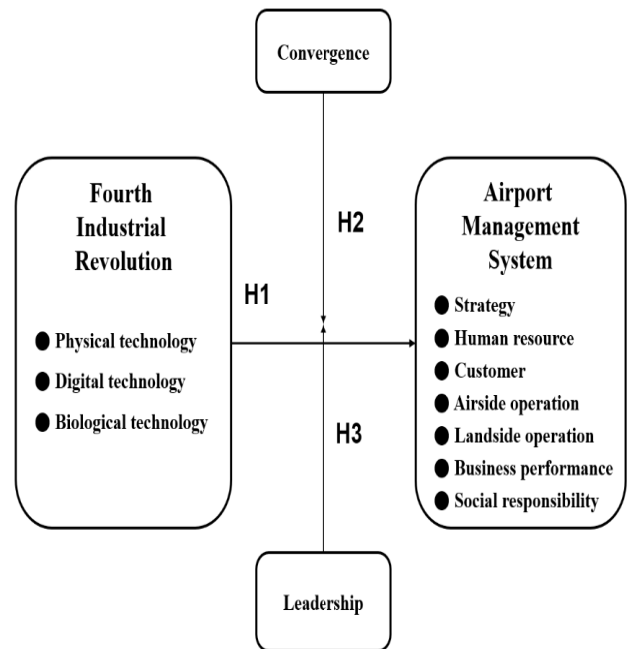 Convergence
Fourth
Industrial
Revolution
● Physical technology
● Digital technology
● Biological technology
H1
H2
H3
Airport
Management
System
● Strategy
● Human resource
● Customer
● Airside operation
● Landside operation
● Business performance
● Social responsibility
Leadership